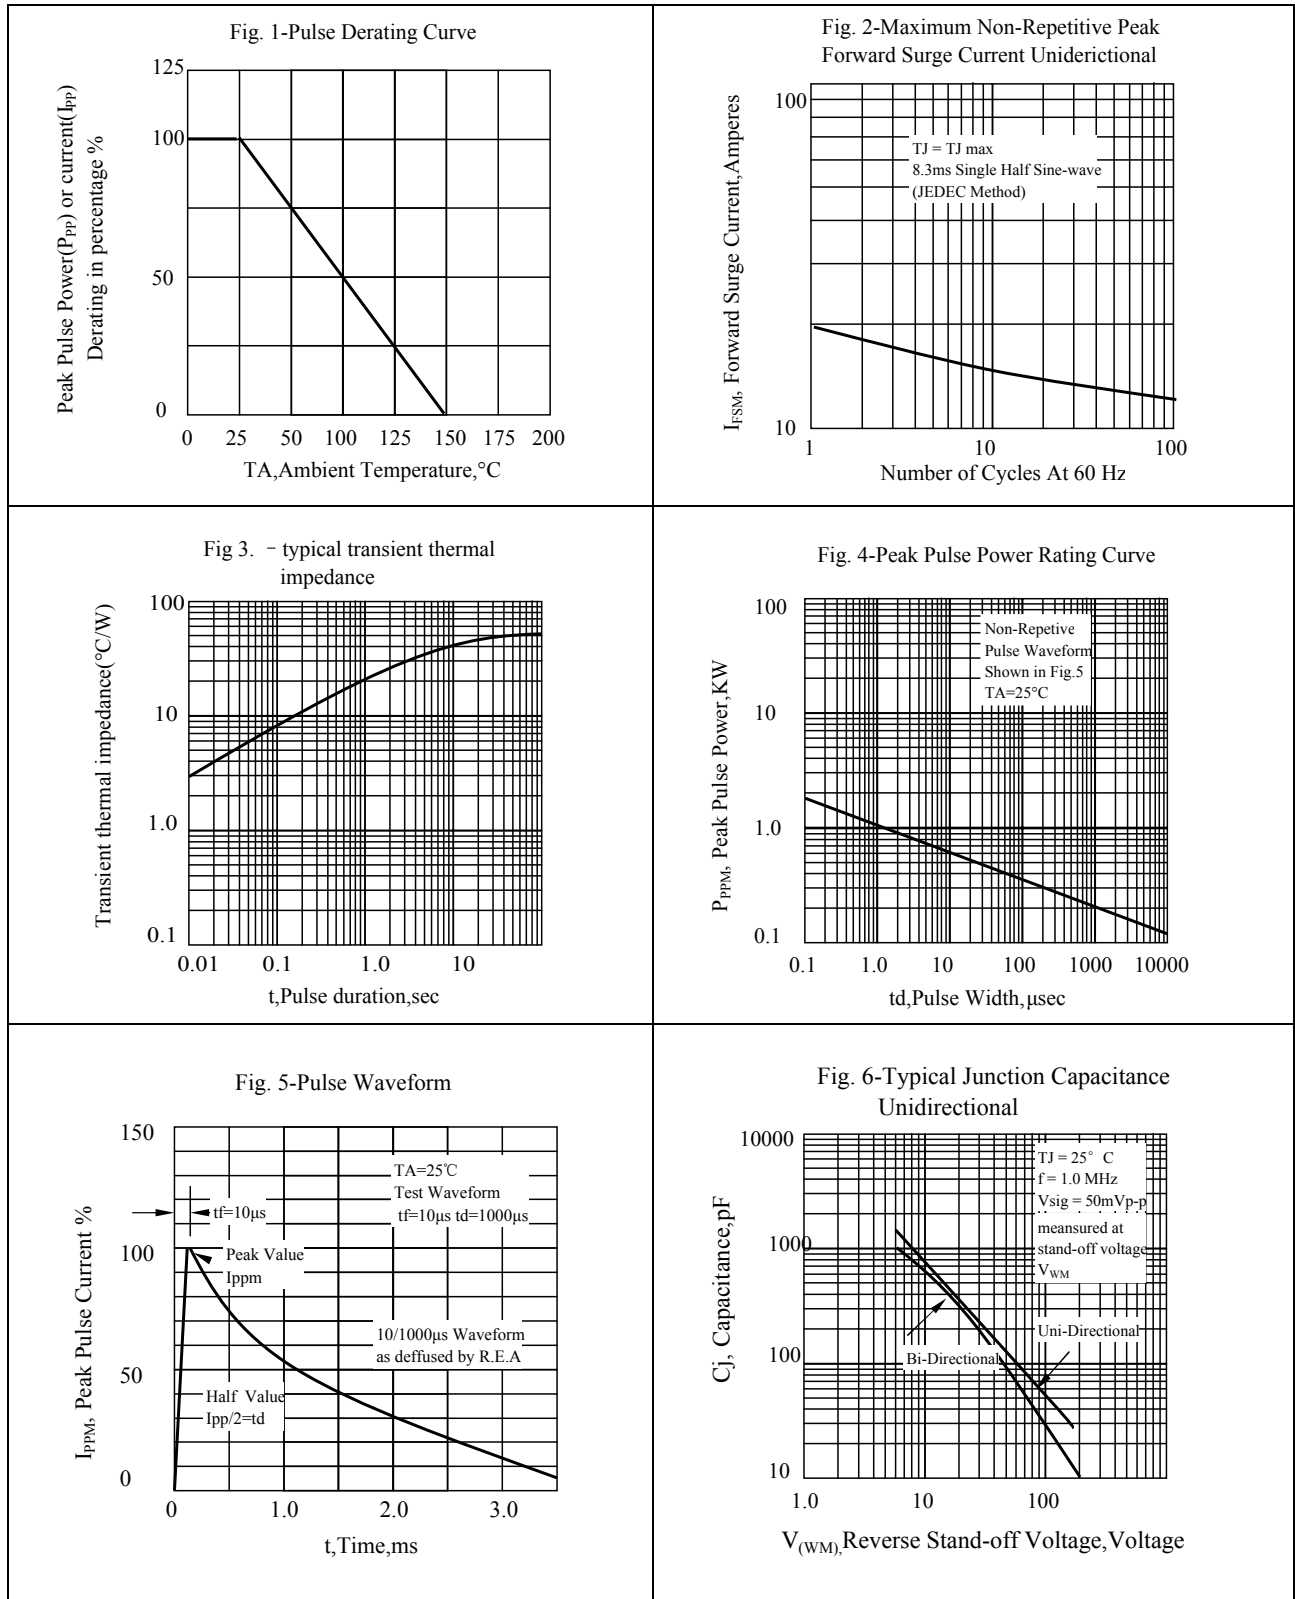 Fig. 1-Pulse Derating Curve
Peak Pulse Power(PPP) or current(IPP)
Derating in percentage %
125
100
50
0
0 25 50 100 125 150 175 200
TA,Ambient Temperature,°C
Fig. 2-Maximum Non-Repetitive Peak
Forward Surge Current Uniderictional
IFSM, Forward Surge Current,Amperes
100
TJ = TJ max
8.3ms Single Half Sine-wave
(JEDEC Method)
10
1 10 100
Number of Cycles At 60 Hz
Fig 3. - typical transient thermal
impedance
Transient thermal impedance(°C/W)
100
10
1.0
0.1
0.01 0.1 1.0 10
t,Pulse duration,sec
Fig. 4-Peak Pulse Power Rating Curve
PPPM, Peak Pulse Power,KW
100
Non-Repetive
Pulse Waveform
Shown in Fig.5
TA=25°C
10
1.0
0.1
0.1 1.0 10 100 1000 10000
td,Pulse Width,μsec
Fig. 5-Pulse Waveform
IPPM, Peak Pulse Current %
150
TA=25℃
Test Waveform
tf=10μs td=1000μs
tf=10μs
100
Peak Value
Ippm
10/1000μs Waveform
as deffused by R.E.A
50
Half Value
Ipp/2=td
0
0 1.0 2.0 3.0
t,Time,ms
Fig. 6-Typical Junction Capacitance
Unidirectional
Cj, Capacitance,pF
10000
TJ = 25° C
f = 1.0 MHz
Vsig = 50mVp-p
meansured at
stand-off voltage
VWM
1000
Uni-Directional
Bi-Directional
100
10
1.0 10 100
V(WM),Reverse Stand-off Voltage,Voltage